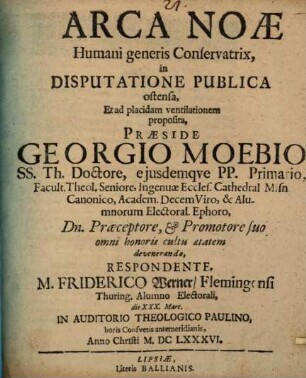 21.
ARCA NOÆ
Humani generis Conservatrix,
in
DISPUTATIONE PUBLICA
ostensa,
Et ad placidam ventilationem
proposita,
PRÆSIDE
GEORGIO MOEBIO
SS. Th. Doctore, ejusdemqve PP. Primario,
Facult. Theol. Seniore, Ingenuæ Eccles. Cathedral Misn
Canonico, Academ. DecemViro, & Alu-
mnorum Electoral. Ephoro,
Dn. Præceptore, & Promotore suo
omni honoris cultu ætatem
devenerando,
RESPONDENTE,
M. FRIDERICO Werner/ Flemingensi
Thuring. Alumno Electorali,
die XXX. Mart.
IN AUDITORIO THEOLOGICO PAULINO,
horis Consvetis antemeridianis,
Anno Christi M. DC LXXXVI.
LIPSIÆ,
Literis BALLIANIS.